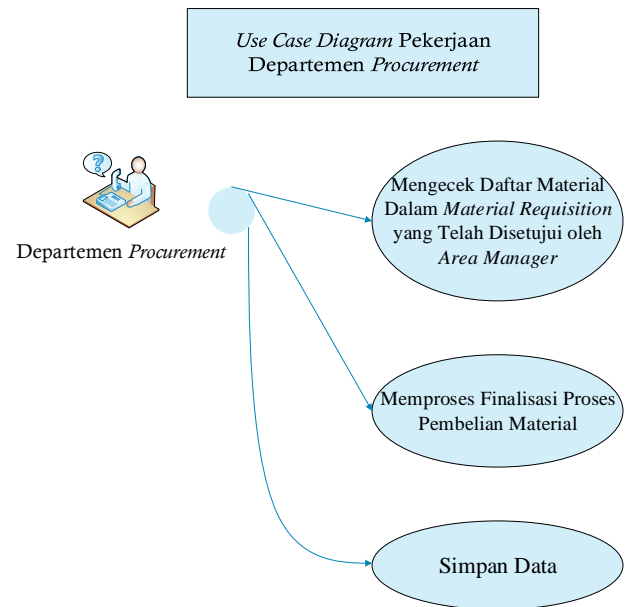 Use Case Diagram Pekerjaan
Departemen Procurement
?
Departemen Procurement
Mengecek Daftar Material
Dalam Material Requisition
yang Telah Disetujui oleh
Area Manager
Memproses Finalisasi Proses
Pembelian Material
Simpan Data